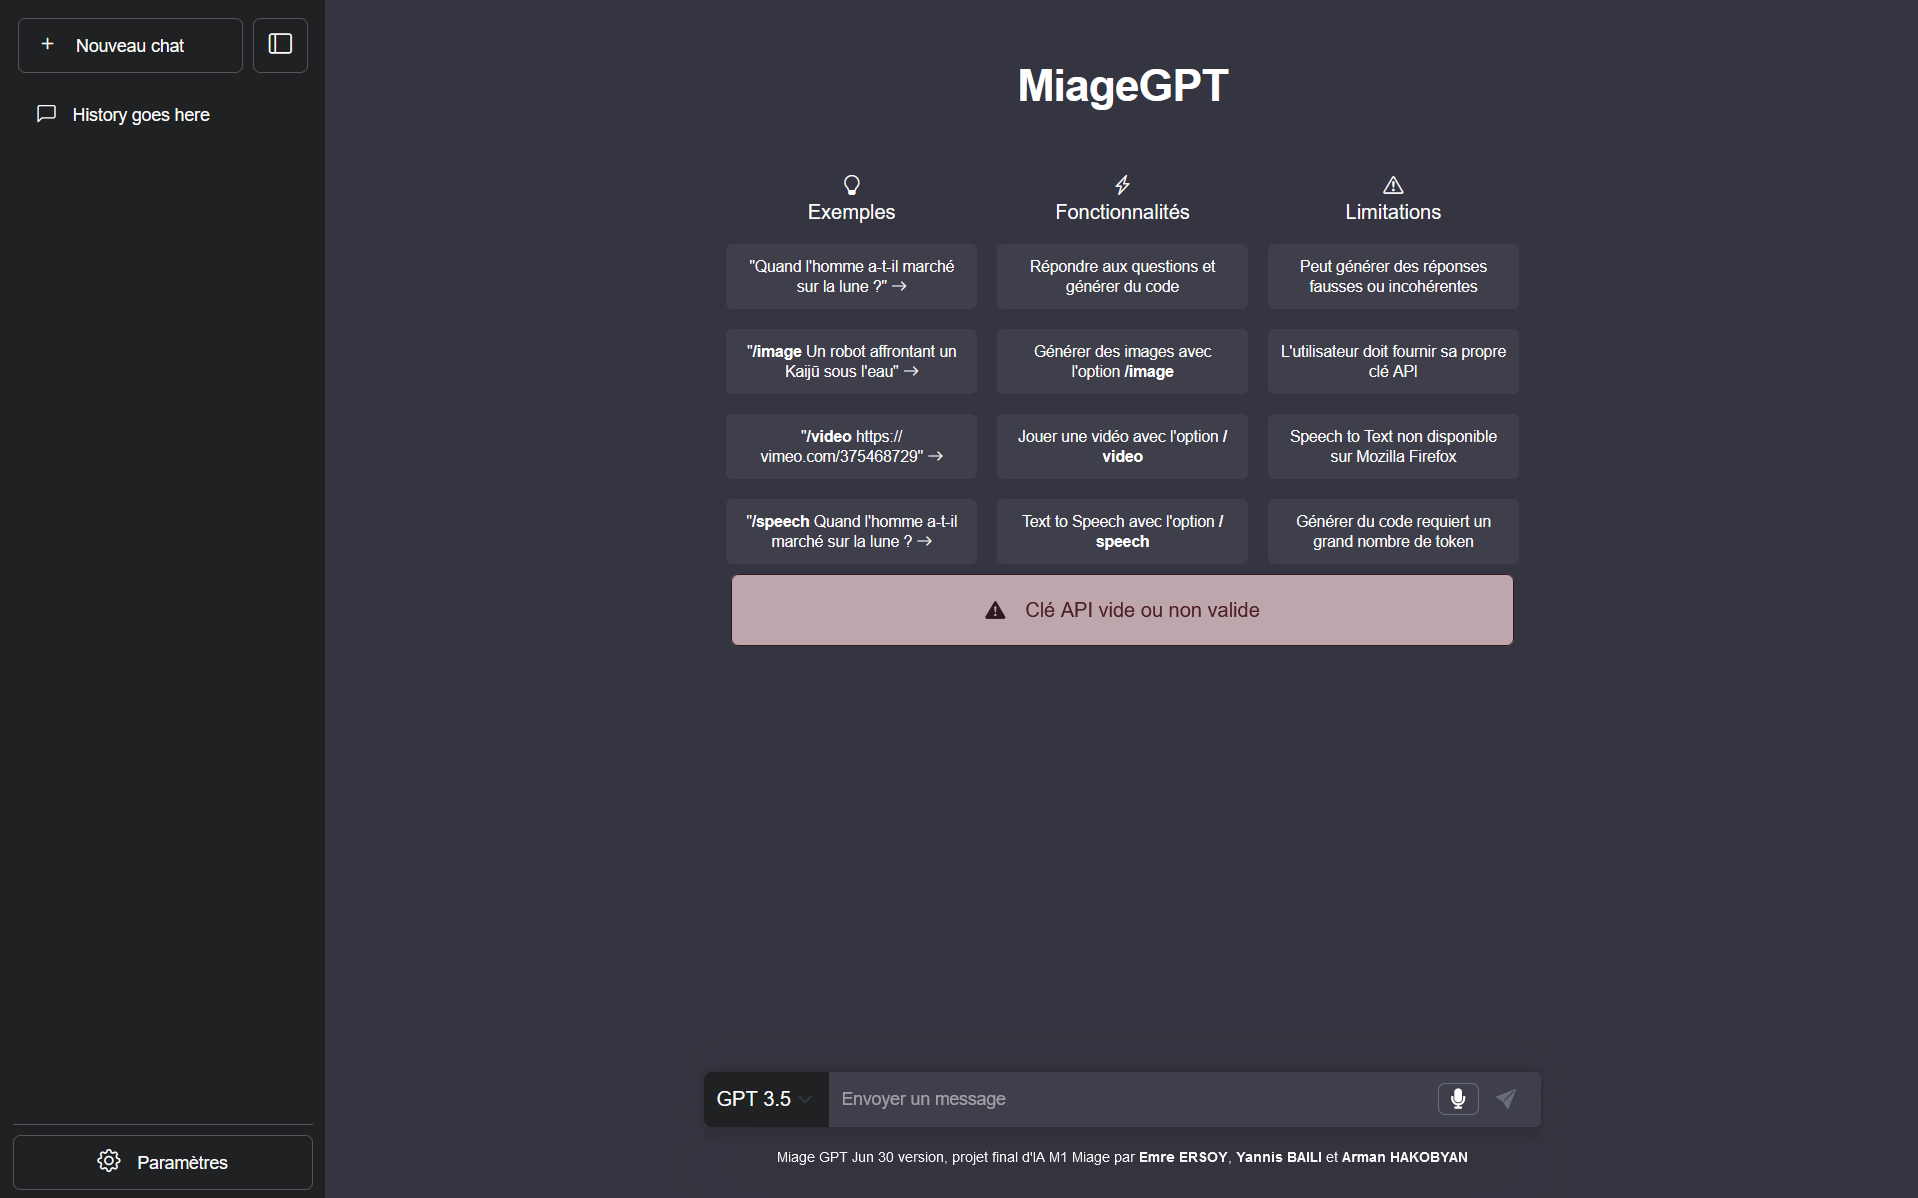 Nouveau chat
History goes here
MiageGPT
Exemples
"Quand l'homme a-t-il marché
sur la lune ?" →
"/image Un robot affrontant un
Kaijū sous l'eau" →
"/video https://
vimeo.com/375468729" →
"/speech Quand l'homme a-t-il
marché sur la lune ? →
Fonctionnalités
Répondre aux questions et
générer du code
Générer des images avec
l'option /image
Jouer une vidéo avec l'option /
video
Text to Speech avec l'option /
speech
Limitations
Peut générer des réponses
fausses ou incohérentes
L'utilisateur doit fournir sa propre
clé API
Speech to Text non disponible
sur Mozilla Firefox
Générer du code requiert un
grand nombre de token
Clé API vide ou non valide
GPT 3.5
Envoyer un message
Miage GPT Jun 30 version, projet final d'IA M1 Miage par Emre ERSOY, Yannis BAILI et Arman HAKOBYAN
Paramètres